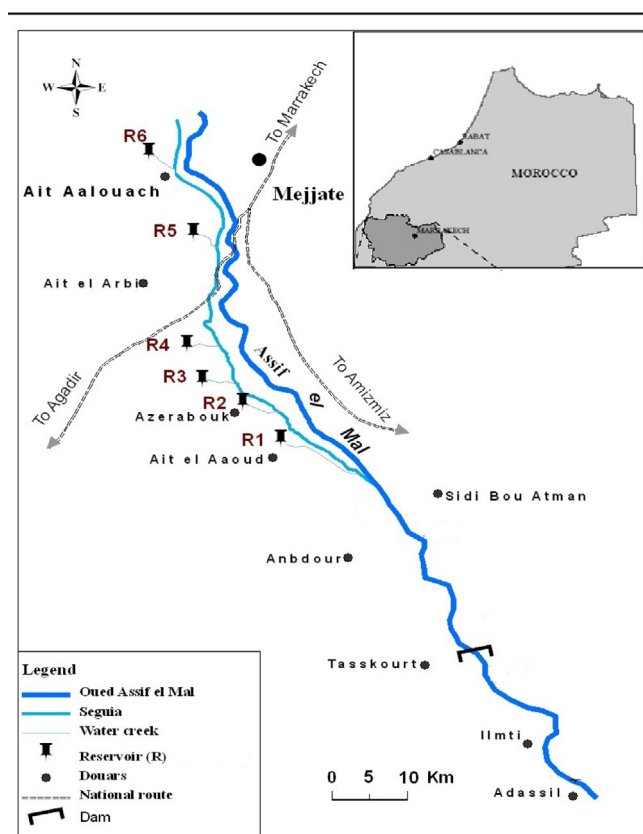 N
W E
S
To Marrakech
R6
Ait Aalouach
Mejjate
R5
Ait el Arbi
R4
R3
R2
Azerabouk
R1
Ait el Aaoud
Assif el Mal
To Agadir
To Amizmiz
Sidi Bou Atman
Anbdour
Tasskourt
Ilmti
Adassil
RABAT
CASABLANCA
MOROCCO
MARRAKECH
Legend
Oued Assif el Mal
Seguia
Water creek
Reservoir (R)
Douars
National route
Dam
0 5 10 Km